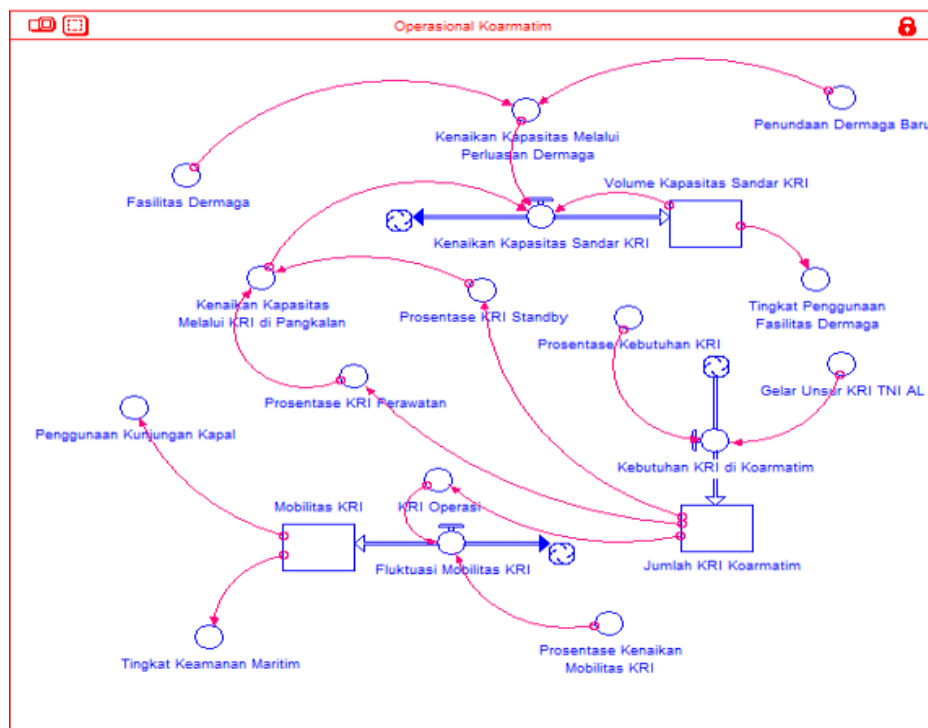 Operasional Koarmatim
Penundaan Dermaga Baru
Kenaikan Kapasitas Melalui
Perluasan Dermaga
Fasilitas Dermaga
Volume Kapasitas Sandar KRI
Kenaikan Kapasitas Sandar KRI
Kenaikan Kapasitas
Melalui KRI di Pangkalan
Prosentase KRI Standby
Tingkat Penggunaan
Fasilitas Dermaga
Prosentase Kebutuhan KRI
Gelar Unsur KRI TNI AL
Prosentase KRI Perawatan
Penggunaan Kunjungan Kapal
Kebutuhan KRI di Koarmatim
Mobilitas KRI
KRI Operasi
Fluktuasi Mobilitas KRI
Jumlah KRI Koarmatim
Prosentase Kenaikan
Mobilitas KRI
Tingkat Keamanan Maritim